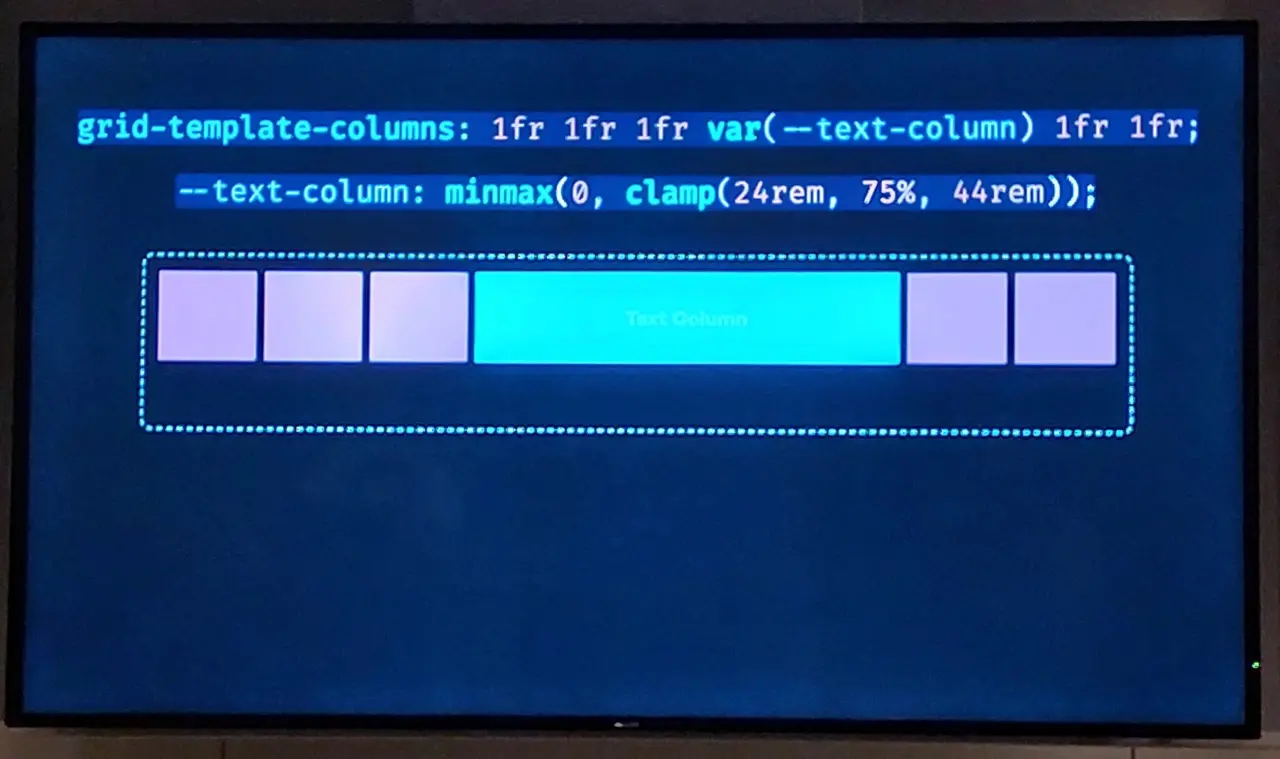 grid-template-columns: 1fr 1fr 1fr var(--text-column) 1fr 1fr;
--text-column: minmax(0, clamp(24rem, 75%, 44rem));
Text Column